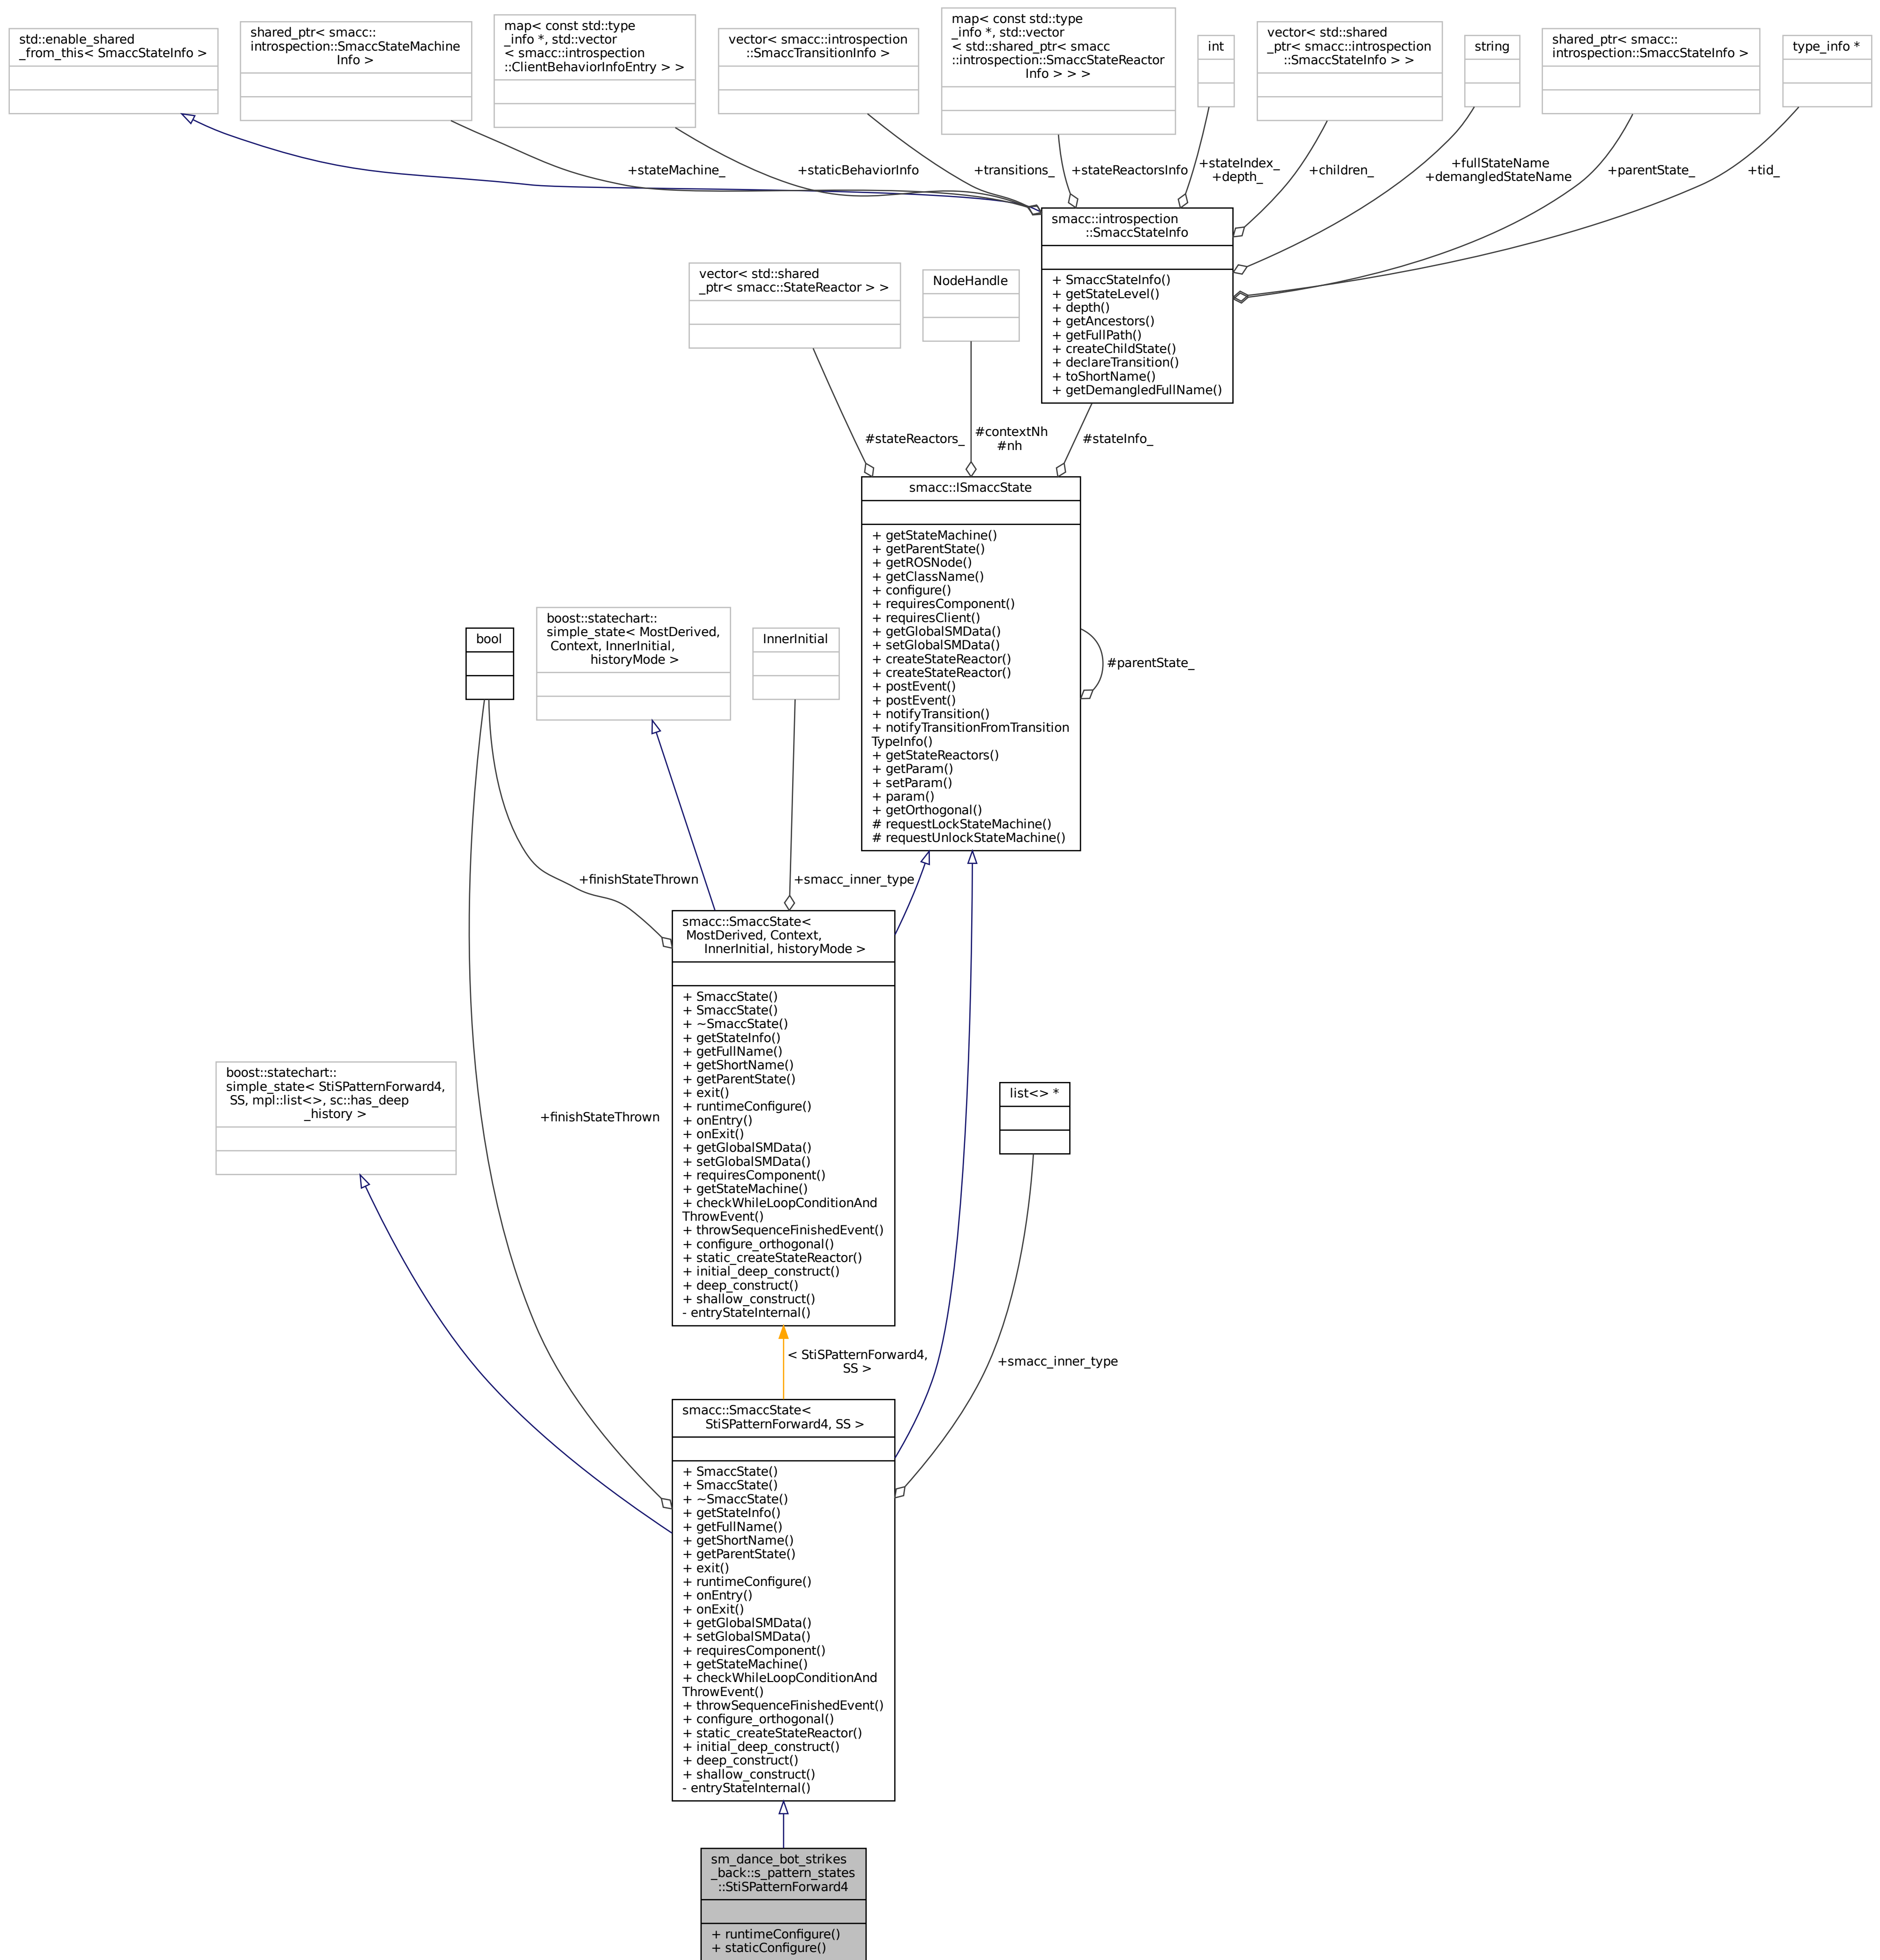 std::enable_shared
_from_this< SmaccStateInfo >
shared_ptr< smacc::
introspection::SmaccStateMachine
Info >
map< const std::type
_info *, std::vector
< smacc::introspection
::ClientBehaviorInfoEntry > >
vector< smacc::introspection
::SmaccTransitionInfo >
map< const std::type
_info *, std::vector
< std::shared_ptr< smacc
::introspection::SmaccStateReactor
Info > > >
int
vector< std::shared
_ptr< smacc::introspection
::SmaccStateInfo > >
string
shared_ptr< smacc::
introspection::SmaccStateInfo >
type_info *
+stateMachine_
+staticBehaviorInfo
+transitions_
+stateReactorsInfo
+stateIndex_
+depth_
+children_
+fullStateName
+demangledStateName
+parentState_
+tid_
smacc::introspection
::SmaccStateInfo
+ SmaccStateInfo()
+ getStateLevel()
+ depth()
+ getAncestors()
+ getFullPath()
+ createChildState()
+ declareTransition()
+ toShortName()
+ getDemangledFullName()
vector< std::shared
_ptr< smacc::StateReactor > >
NodeHandle
#stateReactors_
#contextNh
#nh
#stateInfo_
smacc::ISmaccState
+ getStateMachine()
+ getParentState()
+ getROSNode()
+ getClassName()
+ configure()
+ requiresComponent()
+ requiresClient()
+ getGlobalSMData()
+ setGlobalSMData()
+ createStateReactor()
+ createStateReactor()
+ postEvent()
+ postEvent()
+ notifyTransition()
+ notifyTransitionFromTransition
TypeInfo()
+ getStateReactors()
+ getParam()
+ setParam()
+ param()
+ getOrthogonal()
# requestLockStateMachine()
# requestUnlockStateMachine()
#parentState_
bool
boost::statechart::
simple_state< MostDerived,
Context, InnerInitial,
historyMode >
InnerInitial
+finishStateThrown
+smacc_inner_type
smacc::SmaccState<
MostDerived, Context,
InnerInitial, historyMode >
+ SmaccState()
+ SmaccState()
+ ~SmaccState()
+ getStateInfo()
+ getFullName()
+ getShortName()
+ getParentState()
+ exit()
+ runtimeConfigure()
+ onEntry()
+ onExit()
+ getGlobalSMData()
+ setGlobalSMData()
+ requiresComponent()
+ getStateMachine()
+ checkWhileLoopConditionAnd
ThrowEvent()
+ throwSequenceFinishedEvent()
+ configure_orthogonal()
+ static_createStateReactor()
+ initial_deep_construct()
+ deep_construct()
+ shallow_construct()
- entryStateInternal()
boost::statechart::
simple_state< StiSPatternForward4,
SS, mpl::list<>, sc::has_deep
_history >
+finishStateThrown
list<> *
< StiSPatternForward4,
SS >
+smacc_inner_type
smacc::SmaccState<
StiSPatternForward4, SS >
+ SmaccState()
+ SmaccState()
+ ~SmaccState()
+ getStateInfo()
+ getFullName()
+ getShortName()
+ getParentState()
+ exit()
+ runtimeConfigure()
+ onEntry()
+ onExit()
+ getGlobalSMData()
+ setGlobalSMData()
+ requiresComponent()
+ getStateMachine()
+ checkWhileLoopConditionAnd
ThrowEvent()
+ throwSequenceFinishedEvent()
+ configure_orthogonal()
+ static_createStateReactor()
+ initial_deep_construct()
+ deep_construct()
+ shallow_construct()
- entryStateInternal()
sm_dance_bot_strikes
_back::s_pattern_states
::StiSPatternForward4
+ runtimeConfigure()
+ staticConfigure()